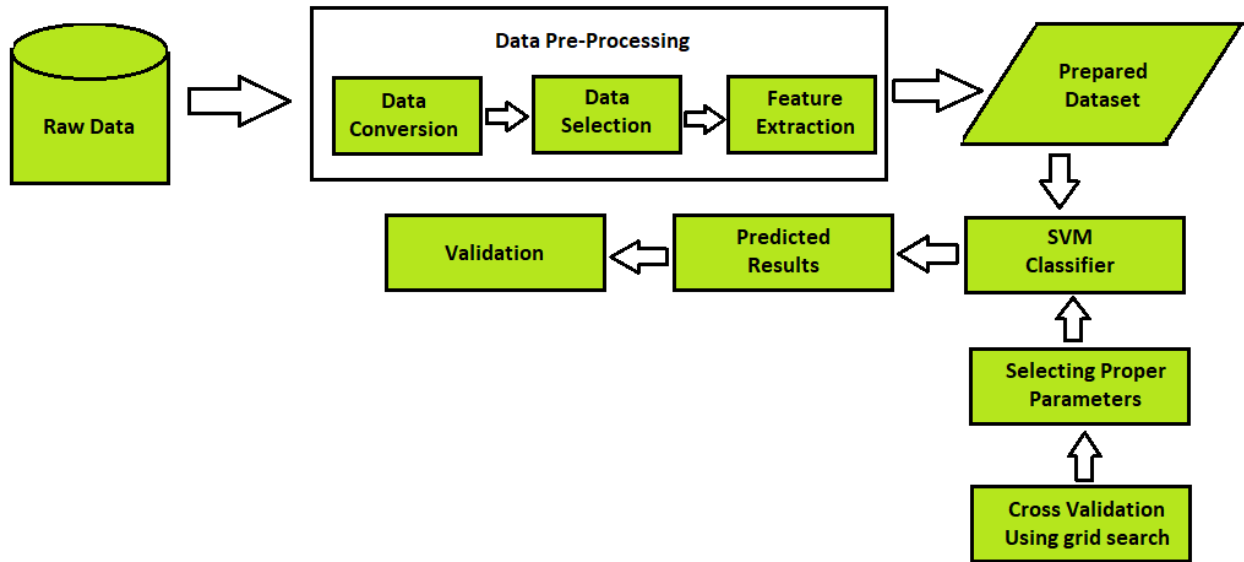 Data Pre-Processing
Raw Data
Data
Conversion
Data
Selection
Feature
Extraction
Prepared
Dataset
Validation
Predicted
Results
SVM
Classifier
Selecting Proper
Parameters
Cross Validation
Using grid search